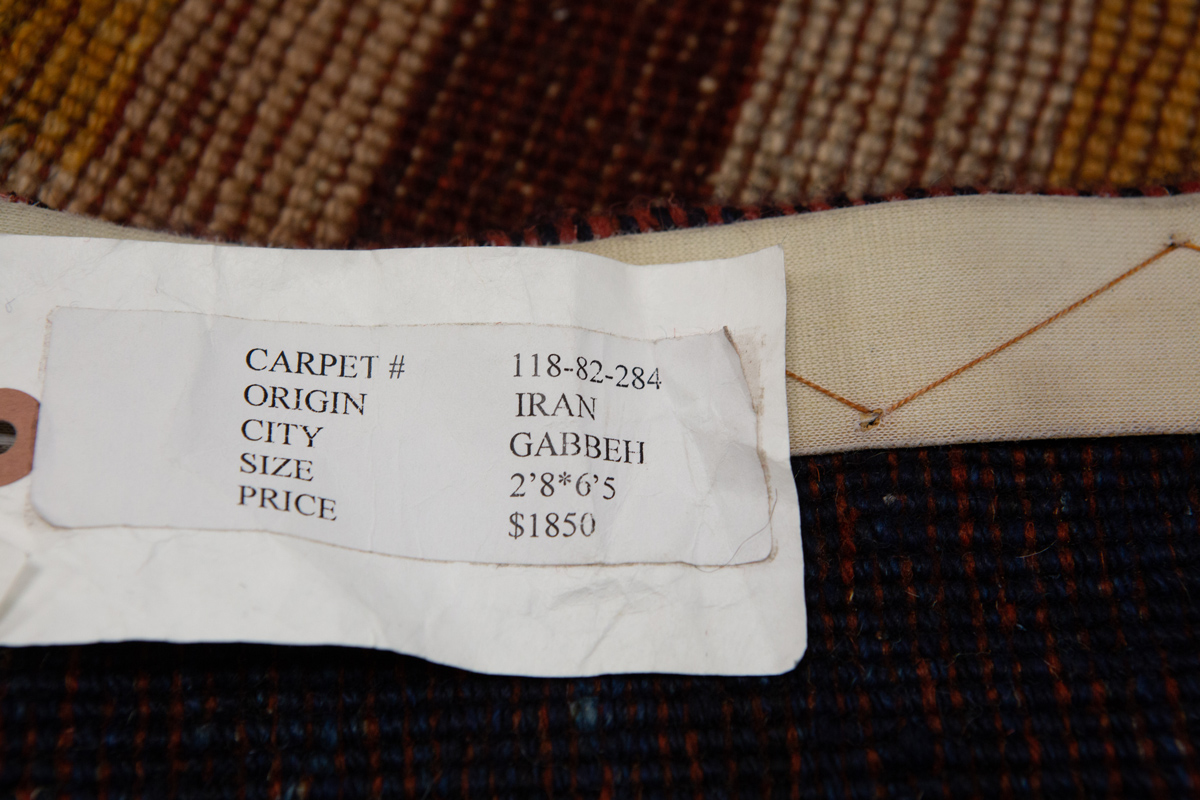 CARPET # 118-82-284
ORIGIN IRAN
CITY GABBEH
SIZE 2'8*6'5
PRICE $1850